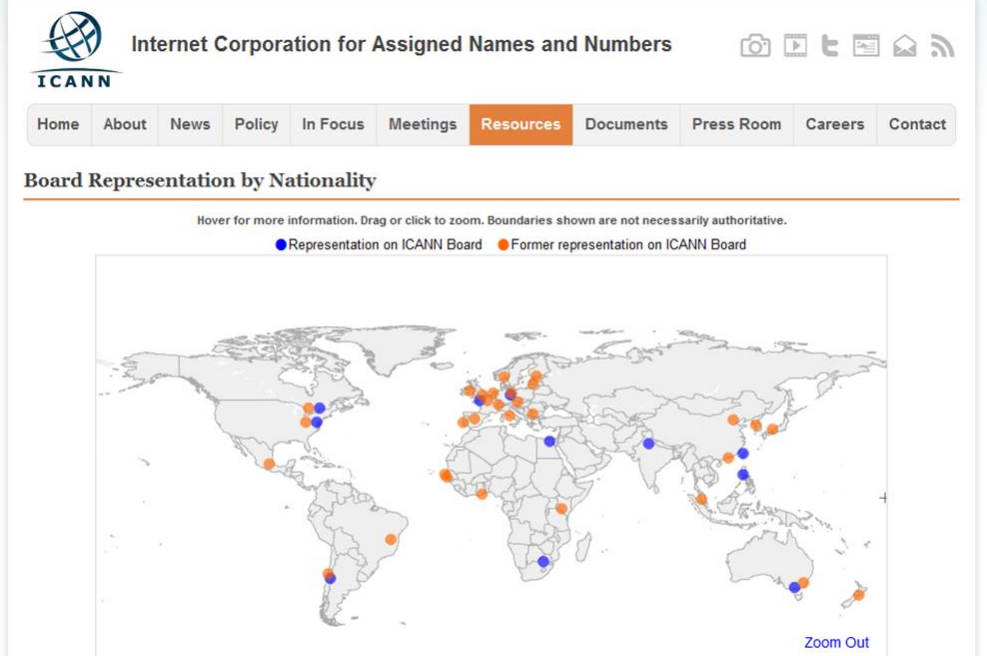 ICANN
Internet Corporation for Assigned Names and Numbers
Home About News Policy In Focus Meetings Resources Documents Press Room Careers Contact
Board Representation by Nationality
Hover for more information. Drag or click to zoom. Boundaries shown are not necessarily authoritative.
Representation on ICANN Board Former representation on ICANN Board
Zoom Out